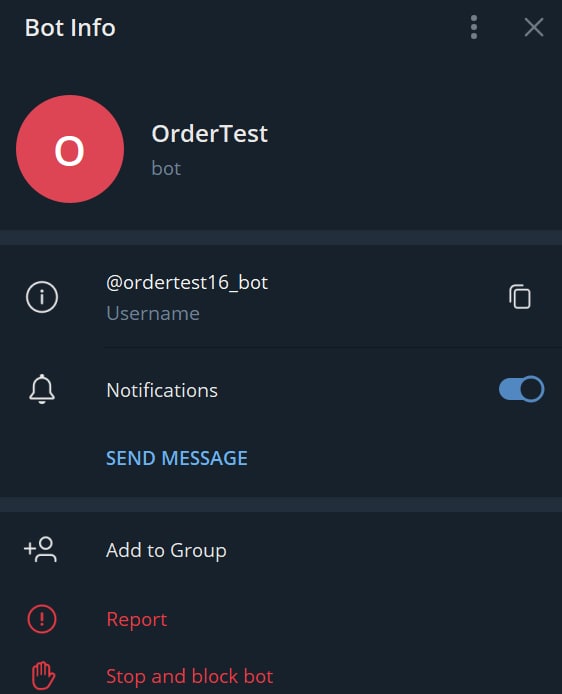 Bot Info
O
OrderTest
bot
@ordertest16_bot
Username
Notifications
SEND MESSAGE
Add to Group
Report
Stop and block bot